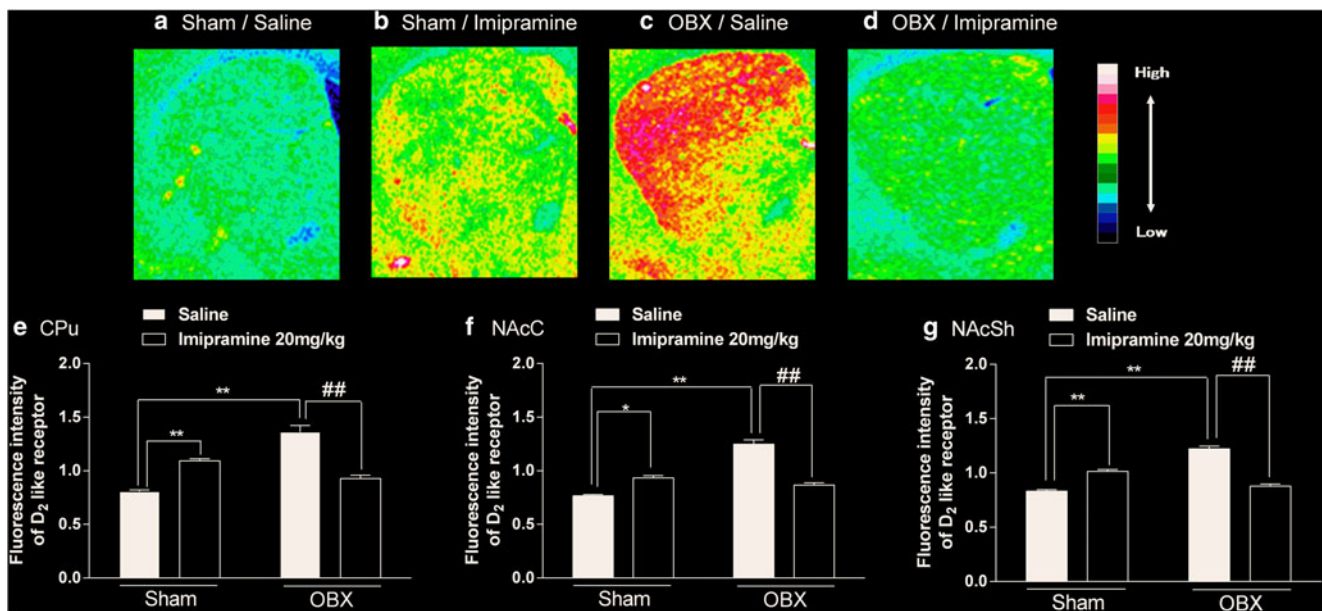 a Sham / Saline
b Sham / Imipramine
c OBX / Saline
d OBX / Imipramine
High
Low
e CPu
Saline
Imipramine 20mg/kg
Fluorescence intensity
of D₂ like receptor
2.0
1.5
1.0
0.5
0.0
**
**
##
Sham
OBX
f NAcC
Saline
Imipramine 20mg/kg
Fluorescence intensity
of D₂ like receptor
2.0
1.5
1.0
0.5
0.0
**
*
##
Sham
OBX
g NAcSh
Saline
Imipramine 20mg/kg
Fluorescence intensity
of D₂ like receptor
2.0
1.5
1.0
0.5
0.0
**
**
##
Sham
OBX